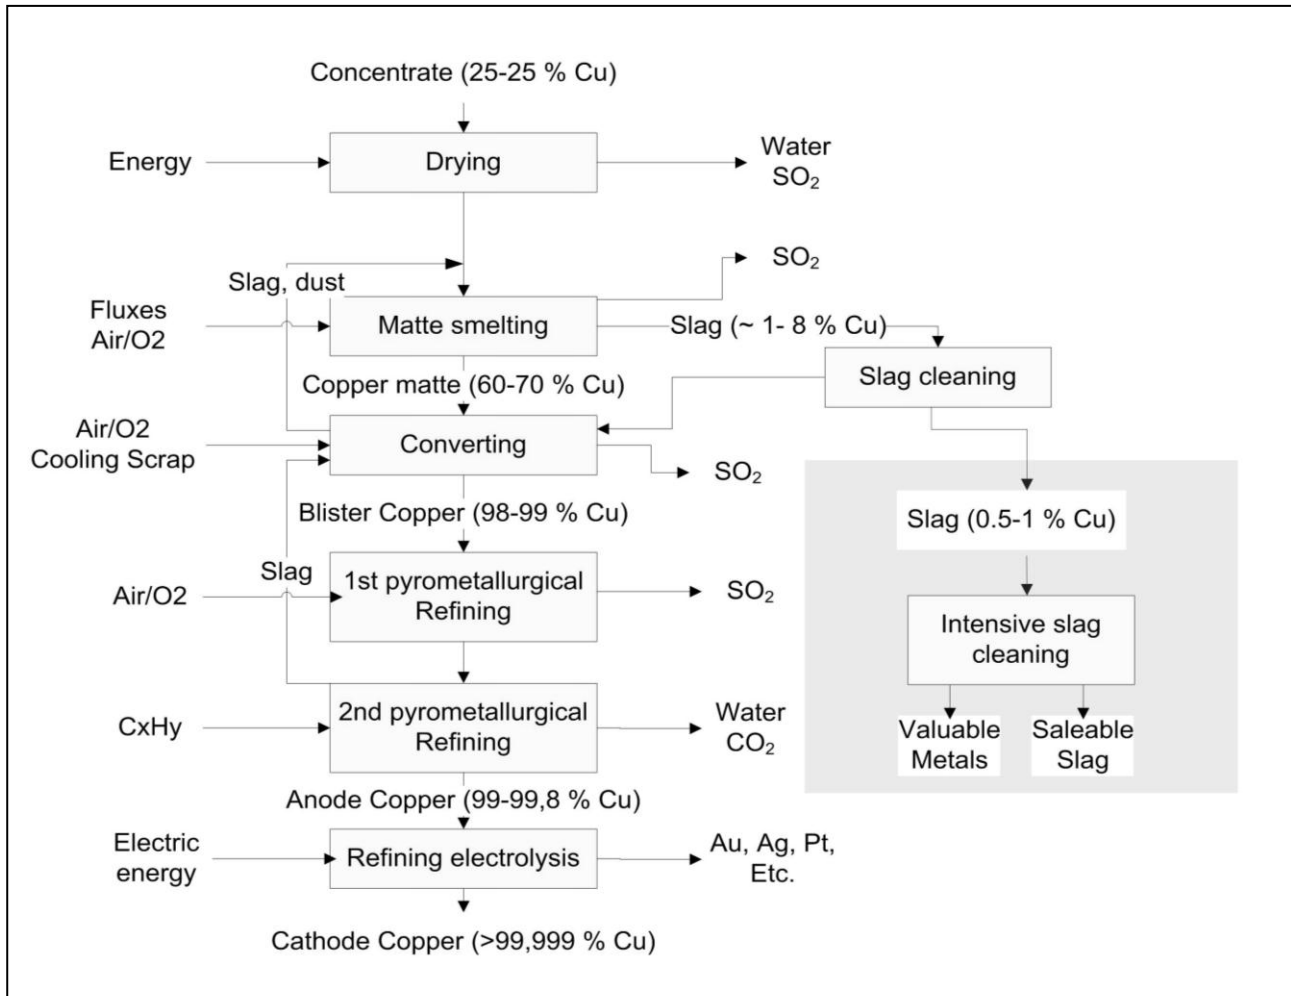 Concentrate (25-25 % Cu)
Energy
Drying
Water
SO₂
SO₂
Slag, dust
Fluxes
Air/O2
Matte smelting
Slag (~ 1- 8 % Cu)
Slag cleaning
Copper matte (60-70 % Cu)
Air/O2
Cooling Scrap
Converting
SO₂
Blister Copper (98-99 % Cu)
Slag (0.5-1 % Cu)
Slag
Air/O2
1st pyrometallurgical
Refining
SO₂
Intensive slag
cleaning
CxHy
2nd pyrometallurgical
Refining
Water
CO₂
Valuable
Metals
Saleable
Slag
Anode Copper (99-99,8 % Cu)
Electric
energy
Refining electrolysis
Au, Ag, Pt,
Etc.
Cathode Copper (>99,999 % Cu)